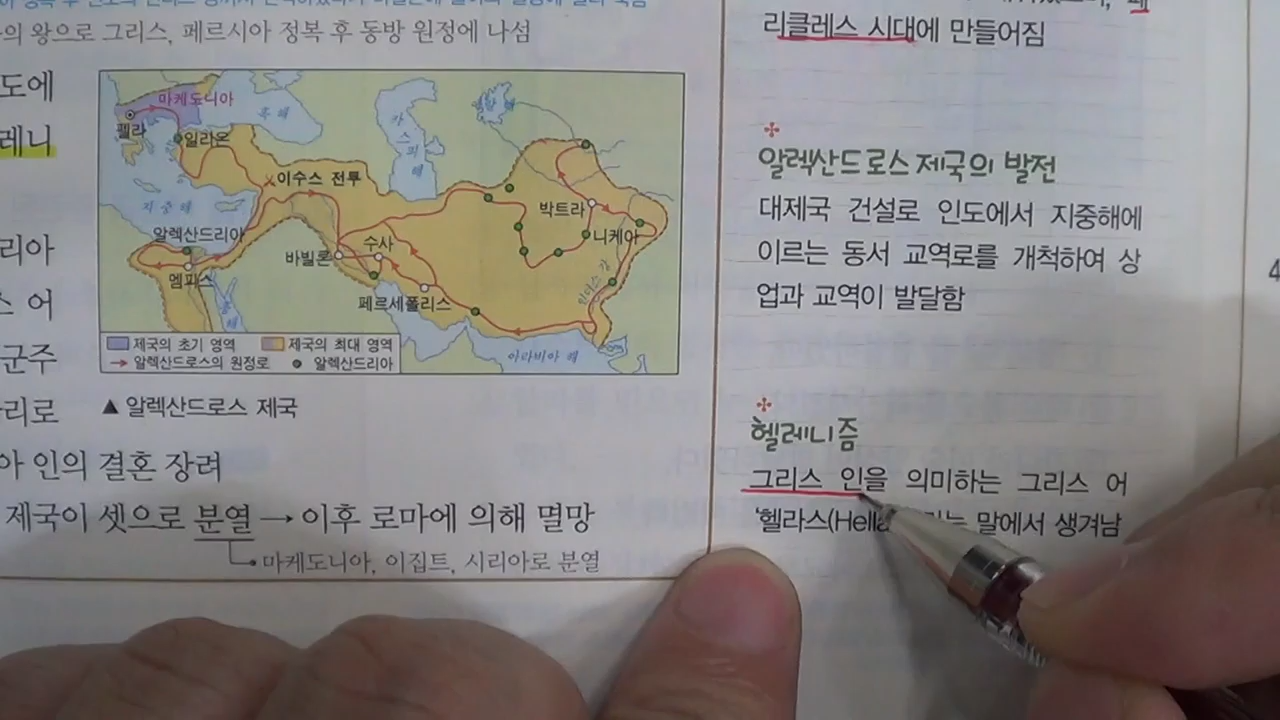 의 왕으로 그리스, 페르시아 정복 후 동방 원정에 나섬
도에
레니
리아
스 어
군주
리로
마케도니아
흑해
펠라
일리온
카스피해
아랄해
이수스 전투
지중해
알렉산드리아
멤피스
홍해
바빌론
수사
페르세폴리스
박트라
니케아
인더스 강
아라비아 해
제국의 초기 영역
제국의 최대 영역
알렉산드로스의 원정로
알렉산드리아
▲ 알렉산드로스 제국
아 인의 결혼 장려
제국이 셋으로 분열 → 이후 로마에 의해 멸망
마케도니아, 이집트, 시리아로 분열
페
리클레스 시대에 만들어짐
알렉산드로스 제국의 발전
대제국 건설로 인도에서 지중해에
이르는 동서 교역로를 개척하여 상
업과 교역이 발달함
헬레니즘
그리스 인을 의미하는 그리스 어
'헬라스(Hella 말에서 생겨남
4